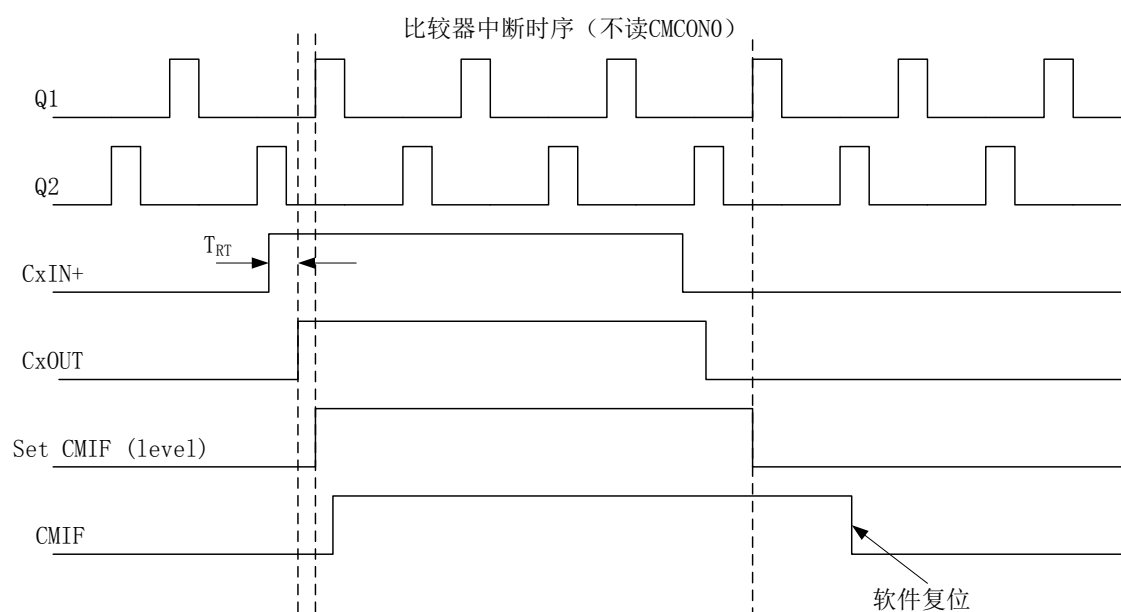 比较器中断时序（不读CMCON0）
Q1
Q2
TRT
CxIN+
CxOUT
Set CMIF (level)
CMIF
软件复位